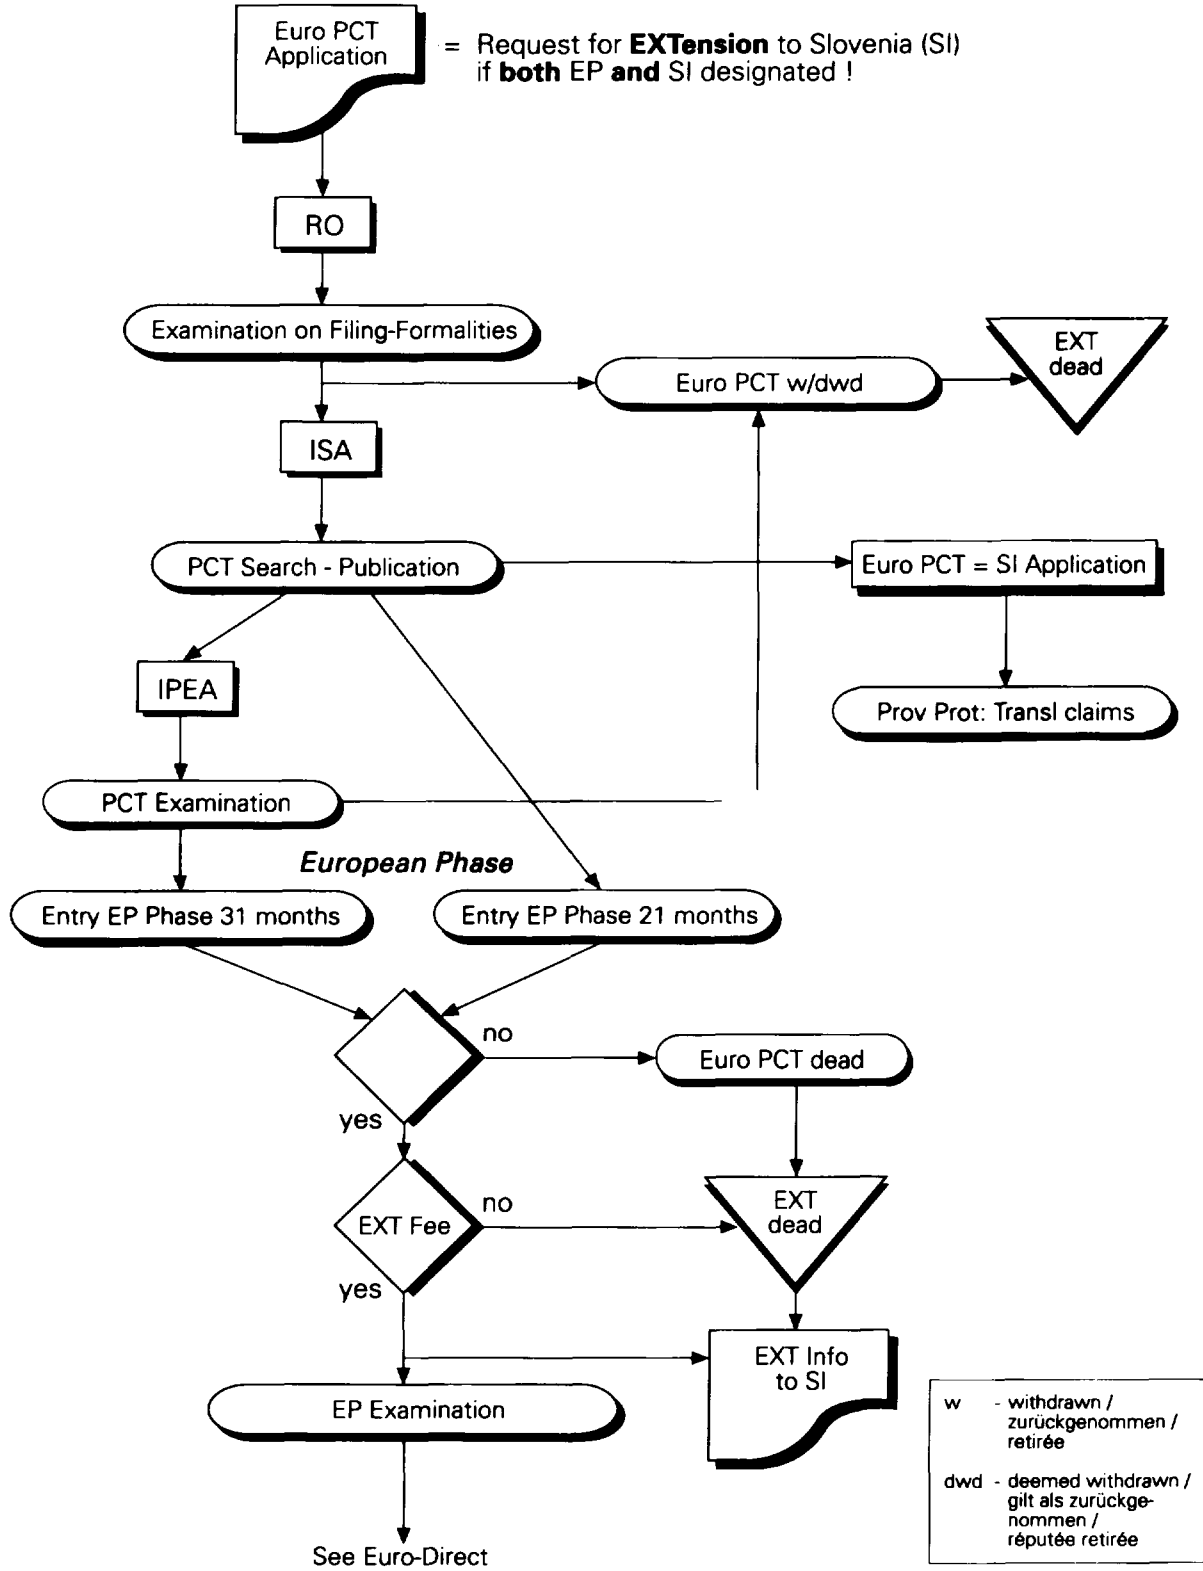 Euro PCT
Application
= Request for EXTension to Slovenia (SI)
if both EP and SI designated !
RO
Examination on Filing-Formalities
Euro PCT w/dwd
EXT
dead
ISA
PCT Search - Publication
Euro PCT = SI Application
IPEA
Prov Prot: Transl claims
PCT Examination
European Phase
Entry EP Phase 31 months
Entry EP Phase 21 months
no
Euro PCT dead
yes
EXT Fee
no
EXT
dead
yes
EXT Info
to SI
EP Examination
See Euro-Direct
w - withdrawn /
zurückgenommen /
retirée
dwd - deemed withdrawn /
gilt als zurückge-
nommen /
réputée retirée